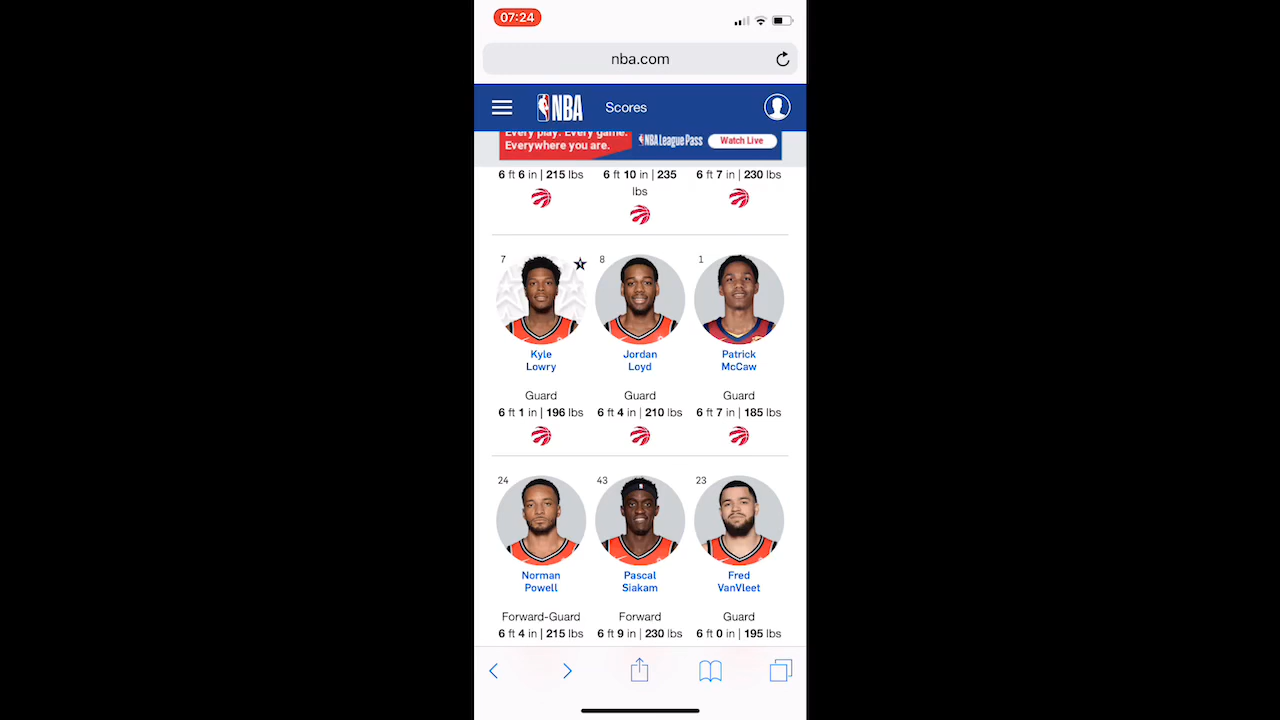 07:24
nba.com
NBA Scores
Every play. Every game.
Everywhere you are.
NBA League Pass
Watch Live
6 ft 6 in | 215 lbs
6 ft 10 in | 235
lbs
6 ft 7 in | 230 lbs
7
Kyle
Lowry
Guard
6 ft 1 in | 196 lbs
8
Jordan
Loyd
Guard
6 ft 4 in | 210 lbs
1
Patrick
McCaw
Guard
6 ft 7 in | 185 lbs
24
Norman
Powell
Forward-Guard
6 ft 4 in | 215 lbs
43
Pascal
Siakam
Forward
6 ft 9 in | 230 lbs
23
Fred
VanVleet
Guard
6 ft 0 in | 195 lbs